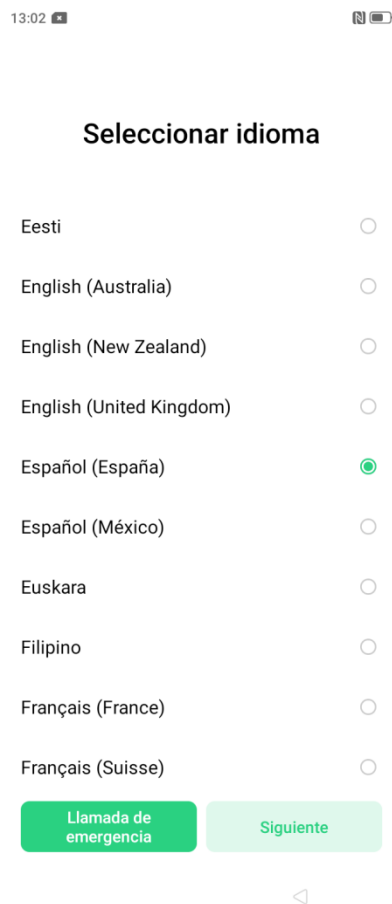 13:02
Seleccionar idioma
Eesti
English (Australia)
English (New Zealand)
English (United Kingdom)
Español (España)
Español (México)
Euskara
Filipino
Français (France)
Français (Suisse)
Llamada de
emergencia
Siguiente